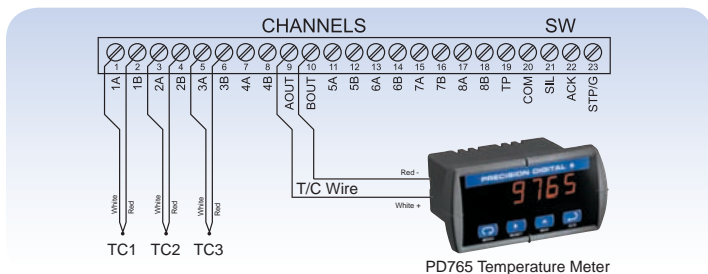 CHANNELS SW
1 2 3 4 5 6 7 8 9 10 11 12 13 14 15 16 17 18 19 20 21 22 23
1A 1B 2A 2B 3A 3B 4A 4B AOUT BOUT 5A 5B 6A 6B 7A 7B 8A 8B TP COM SIL ACK STP/G
Red -
T/C Wire
White +
PRECISION DIGITAL
9765
White Red White Red White Red
TC1 TC2 TC3
PD765 Temperature Meter